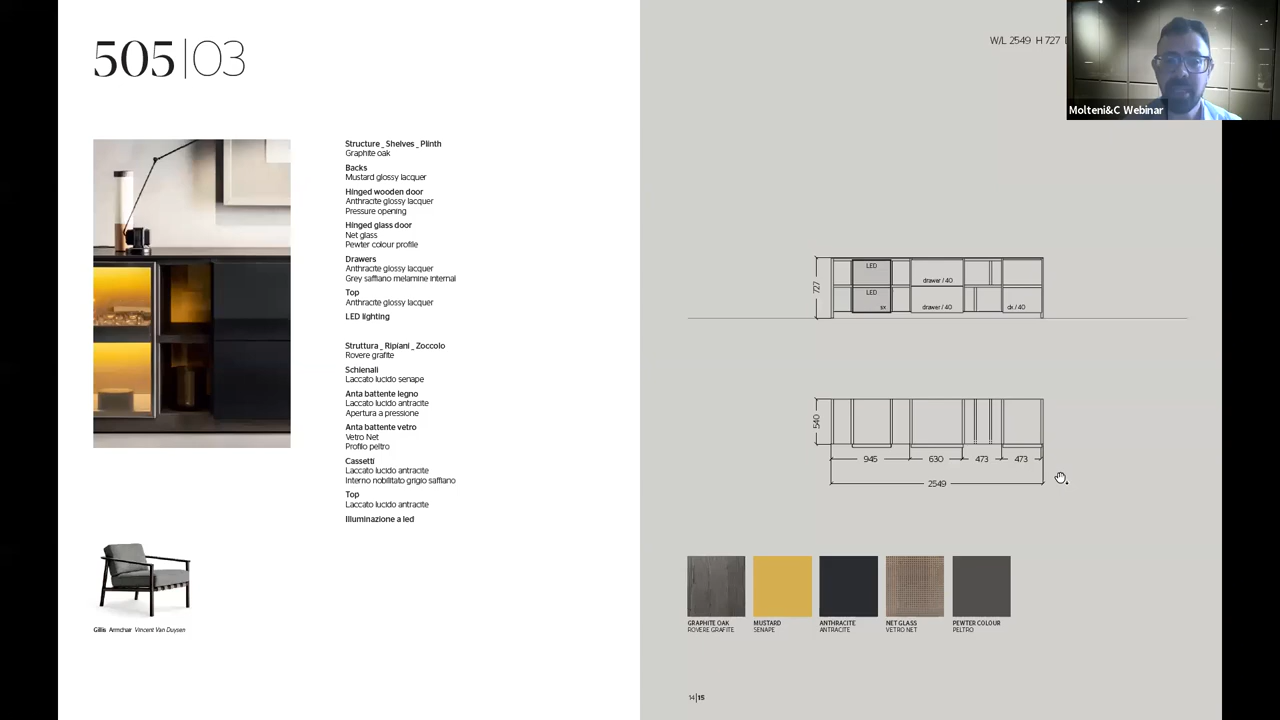 505|03
Structure _ Shelves _ Plinth
Graphite oak
Backs
Mustard glossy lacquer
Hinged wooden door
Anthracite glossy lacquer
Pressure opening
Hinged glass door
Net glass
Pewter colour profile
Drawers
Anthracite glossy lacquer
Grey saffiano melamine internal
Top
Anthracite glossy lacquer
LED lighting
Struttura _ Ripiani _ Zoccolo
Rovere grafite
Schienali
Laccato lucido senape
Anta battente legno
Laccato lucido antracite
Apertura a pressione
Anta battente vetro
Vetro Net
Profilo peltro
Cassetti
Laccato lucido antracite
Interno nobilitato grigio saffiano
Top
Laccato lucido antracite
Illuminazione a led
Gillis Armchair Vincent Van Duysen
W/L 2549 H 727
Molteni&C Webinar
LED
drawer / 40
727
LED
sx
drawer / 40
dx / 40
540
945 630 473 473
2549
GRAPHITE OAK
ROVERE GRAFITE
MUSTARD
SENAPE
ANTHRACITE
ANTRACITE
NET GLASS
VETRO NET
PEWTER COLOUR
PELTRO
14|15